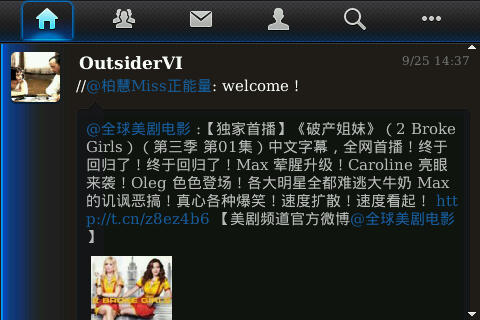 OutsiderVI
9/25 14:37
//@柏慧Miss正能量: welcome！
@全球美剧电影 :【独家首播】《破产姐妹》（2 Broke
Girls）（第三季 第01集）中文字幕，全网首播！终于
回归了！终于回归了！Max 荤腥升级！Caroline 亮眼
来袭！Oleg 色色登场！各大明星全都难逃大牛奶 Max
的讥讽恶搞！真心各种爆笑！速度扩散！速度看起！ htt
p://t.cn/z8ez4b6 【美剧频道官方微博@全球美剧电影
】
2 BROKE GIRLS